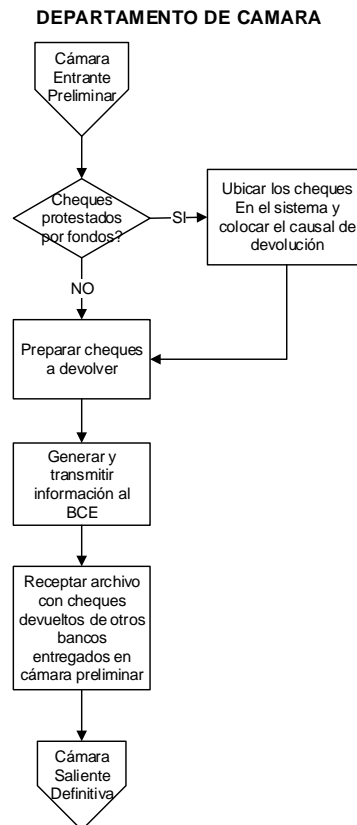 DEPARTAMENTO DE CAMARA
Cámara
Entrante
Preliminar
Cheques
protestados
por fondos?
SI
Ubicar los cheques
En el sistema y
colocar el causal de
devolución
NO
Preparar cheques
a devolver
Generar y
transmitir
información al
BCE
Receptar archivo
con cheques
devueltos de otros
bancos
entregados en
cámara preliminar
Cámara
Saliente
Definitiva